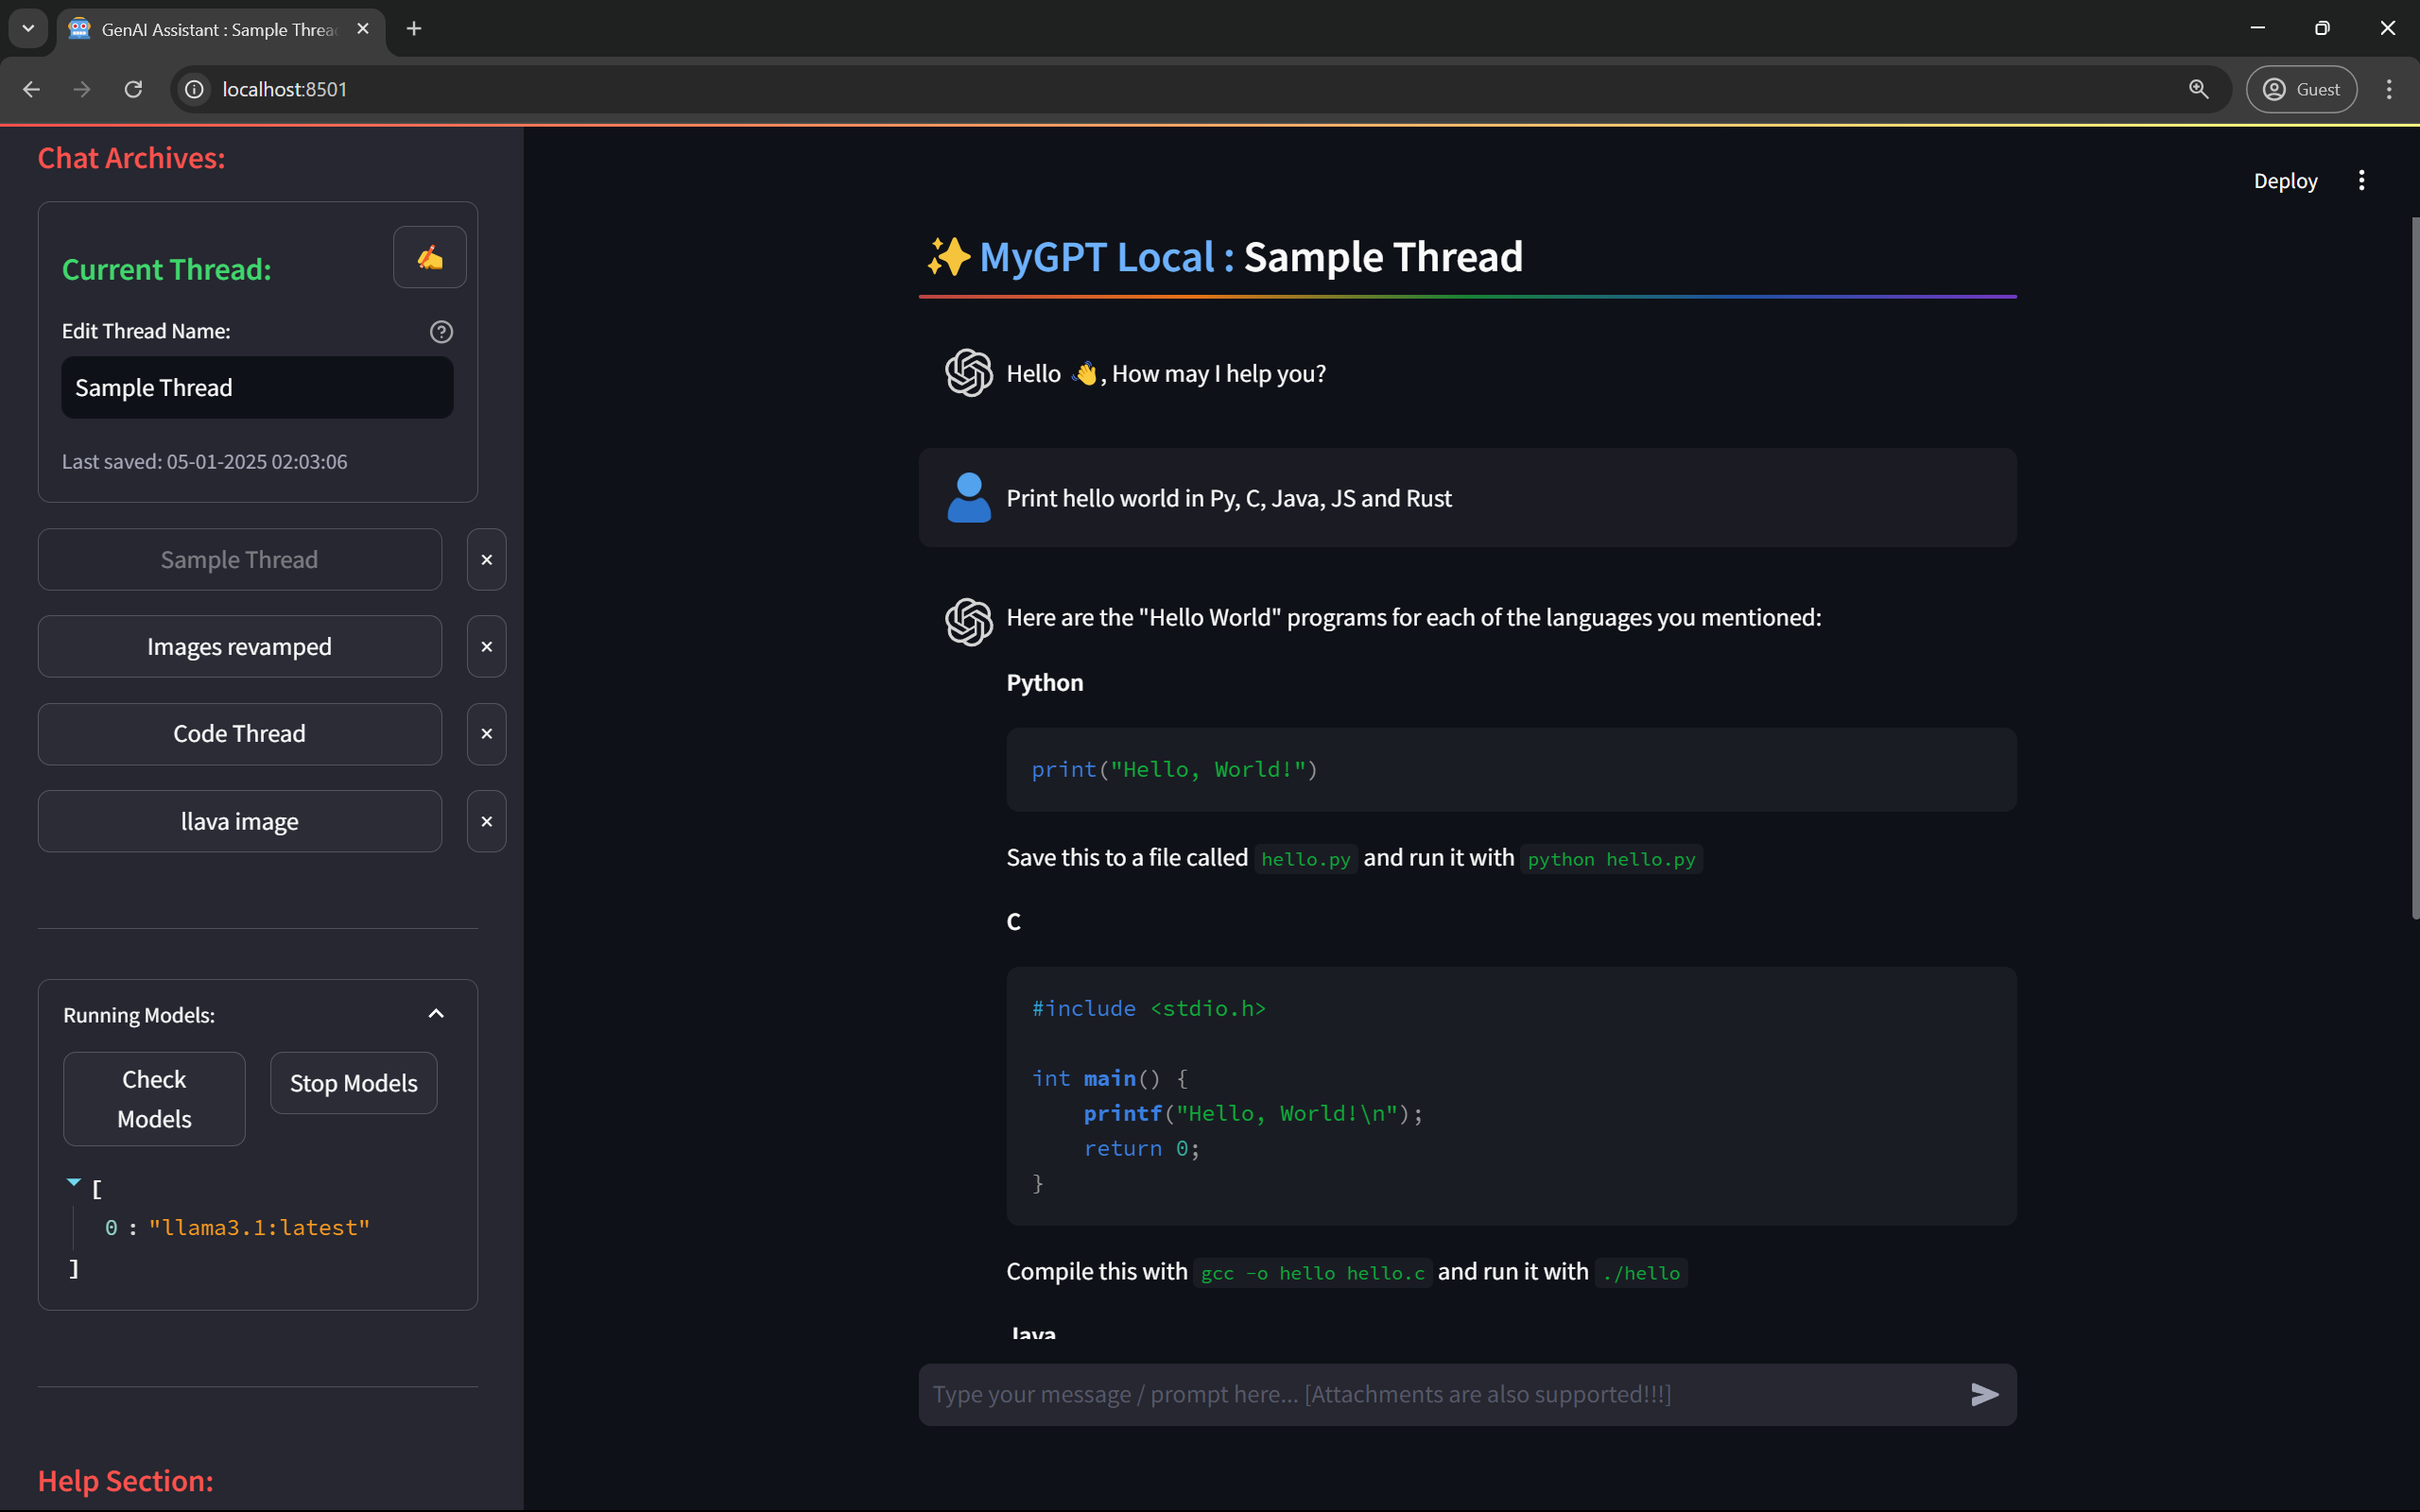 GenAI Assistant : Sample Threa
localhost:8501
Guest
Chat Archives:
Current Thread:
Edit Thread Name:
Sample Thread
Last saved: 05-01-2025 02:03:06
Sample Thread
Images revamped
Code Thread
llava image
Running Models:
Check
Models
Stop Models
[
0 : "llama3.1:latest"
]
Help Section:
Deploy
MyGPT Local : Sample Thread
Hello 👋, How may I help you?
Print hello world in Py, C, Java, JS and Rust
Here are the "Hello World" programs for each of the languages you mentioned:
Python
print("Hello, World!")
Save this to a file called hello.py and run it with python hello.py
C
#include <stdio.h>
int main() {
printf("Hello, World!\n");
return 0;
}
Compile this with gcc -o hello hello.c and run it with ./hello
Java
Type your message / prompt here... [Attachments are also supported!!!]